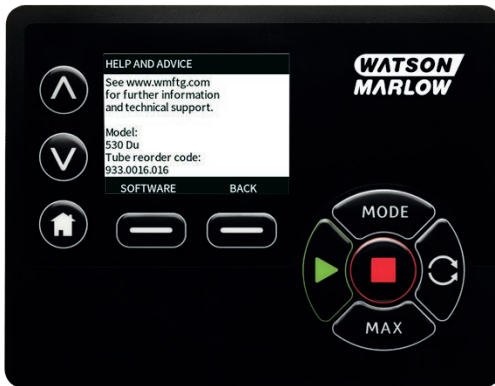 HELP AND ADVICE
See www.wmftg.com
for further information
and technical support.
Model:
530 Du
Tube reorder code:
933.0016.016
SOFTWARE BACK
WATSON
MARLOW
MODE
MAX